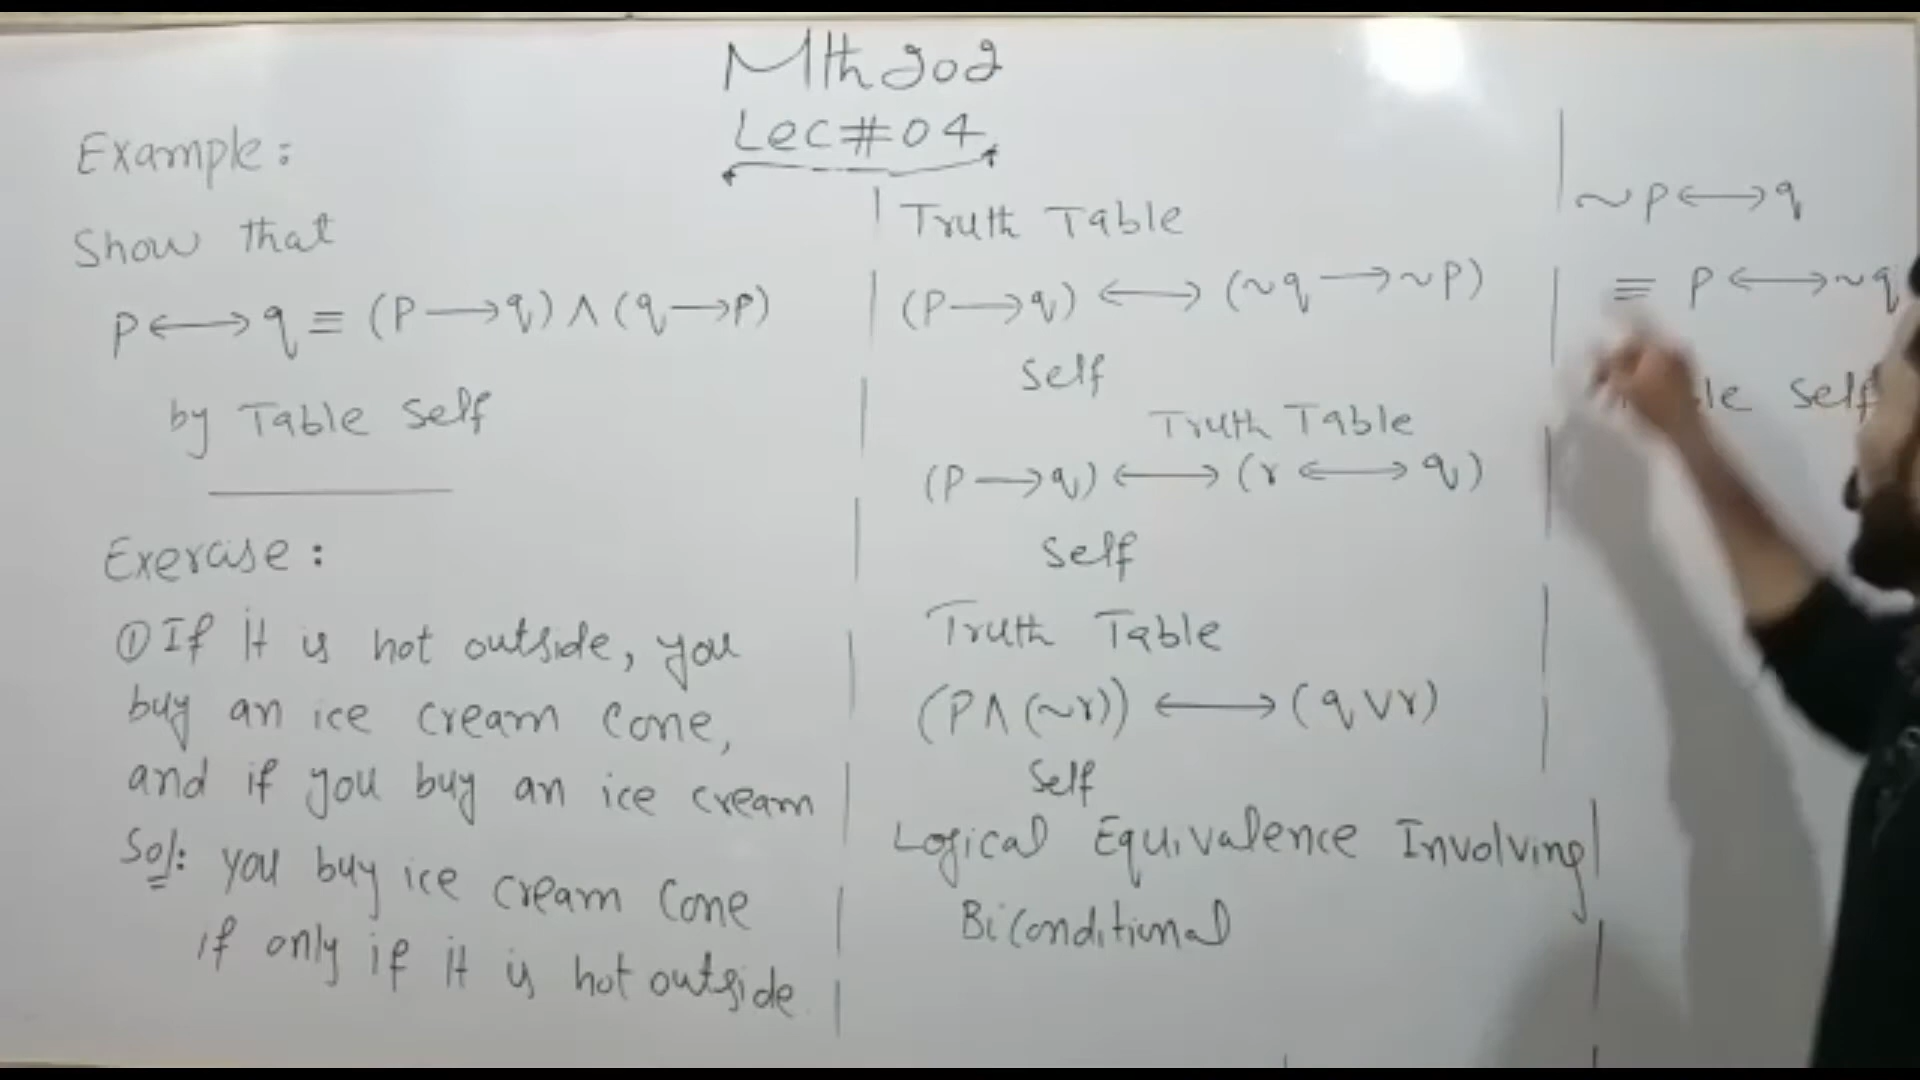 Mth202
Lec#04
Example:
Show that
P⟷q ≡ (P⟶q) ∧ (q⟶p)
by Table Self
Exercise:
① If it is hot outside, you
buy an ice cream cone,
and if you buy an ice cream
Sol: you buy ice cream cone
if only if it is hot outside.
Truth Table
(P⟶q) ⟷ (~q⟶~P)
Self
Truth Table
(P⟶q) ⟷ (r⟷q)
Self
Truth Table
(P∧(~r)) ⟷ (q∨r)
Self
Logical Equivalence Involving
Biconditional
~P⟷q
≡ P⟷~q
Self